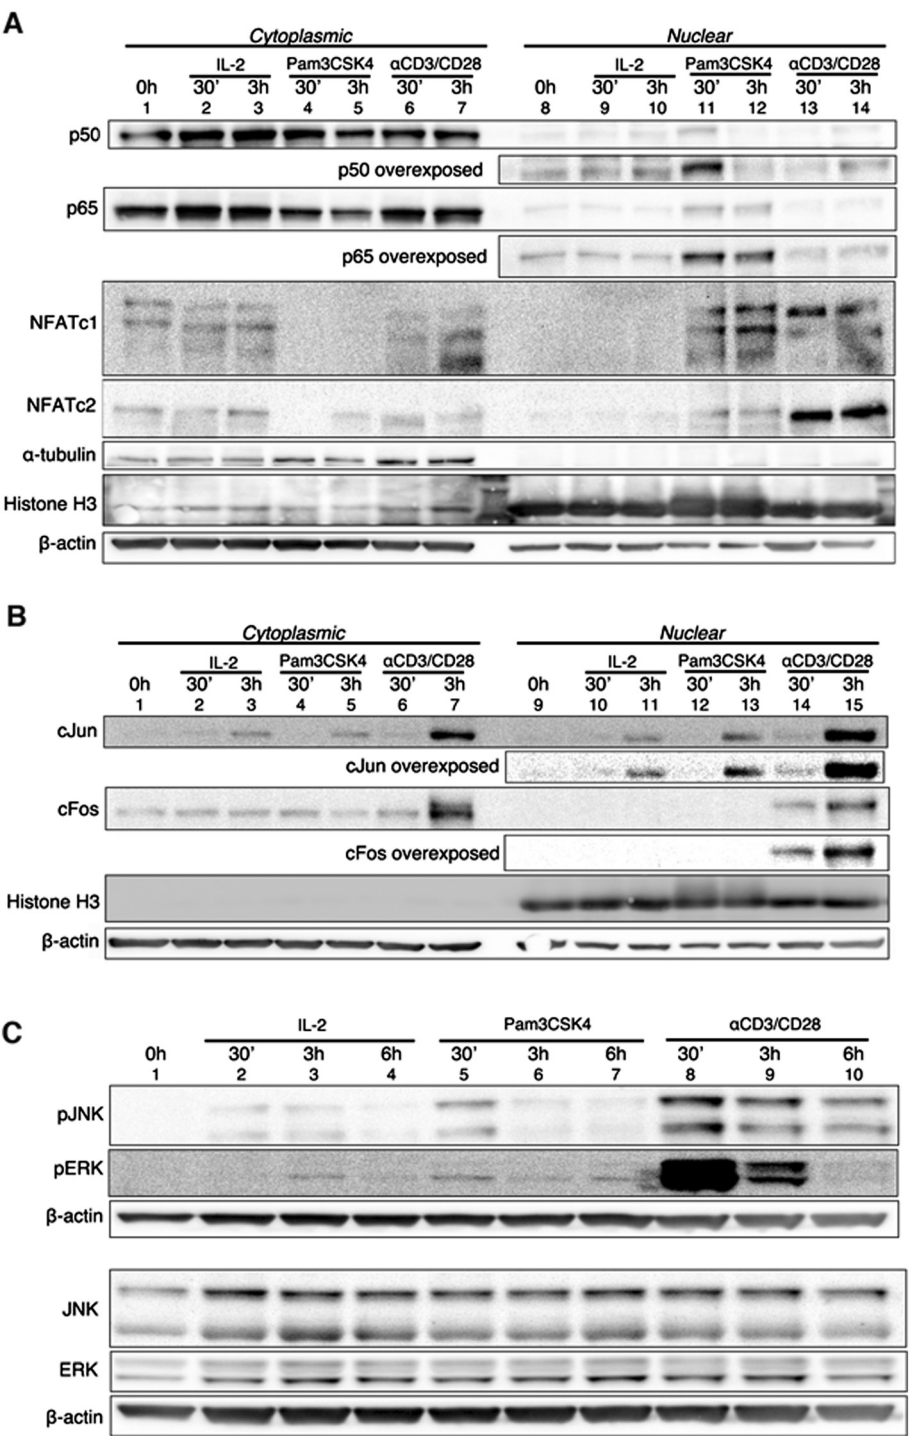 A
Cytoplasmic Nuclear
IL-2 Pam3CSK4 αCD3/CD28 IL-2 Pam3CSK4 αCD3/CD28
0h 30' 3h 30' 3h 30' 3h 0h 30' 3h 30' 3h 30' 3h
1 2 3 4 5 6 7 8 9 10 11 12 13 14
p50
p50 overexposed
p65
p65 overexposed
NFATc1
NFATc2
α-tubulin
Histone H3
β-actin
B
Cytoplasmic Nuclear
IL-2 Pam3CSK4 αCD3/CD28 IL-2 Pam3CSK4 αCD3/CD28
0h 30' 3h 30' 3h 30' 3h 0h 30' 3h 30' 3h 30' 3h
1 2 3 4 5 6 7 9 10 11 12 13 14 15
cJun
cJun overexposed
cFos
cFos overexposed
Histone H3
β-actin
C
IL-2 Pam3CSK4 αCD3/CD28
0h 30' 3h 6h 30' 3h 6h 30' 3h 6h
1 2 3 4 5 6 7 8 9 10
pJNK
pERK
β-actin
JNK
ERK
β-actin